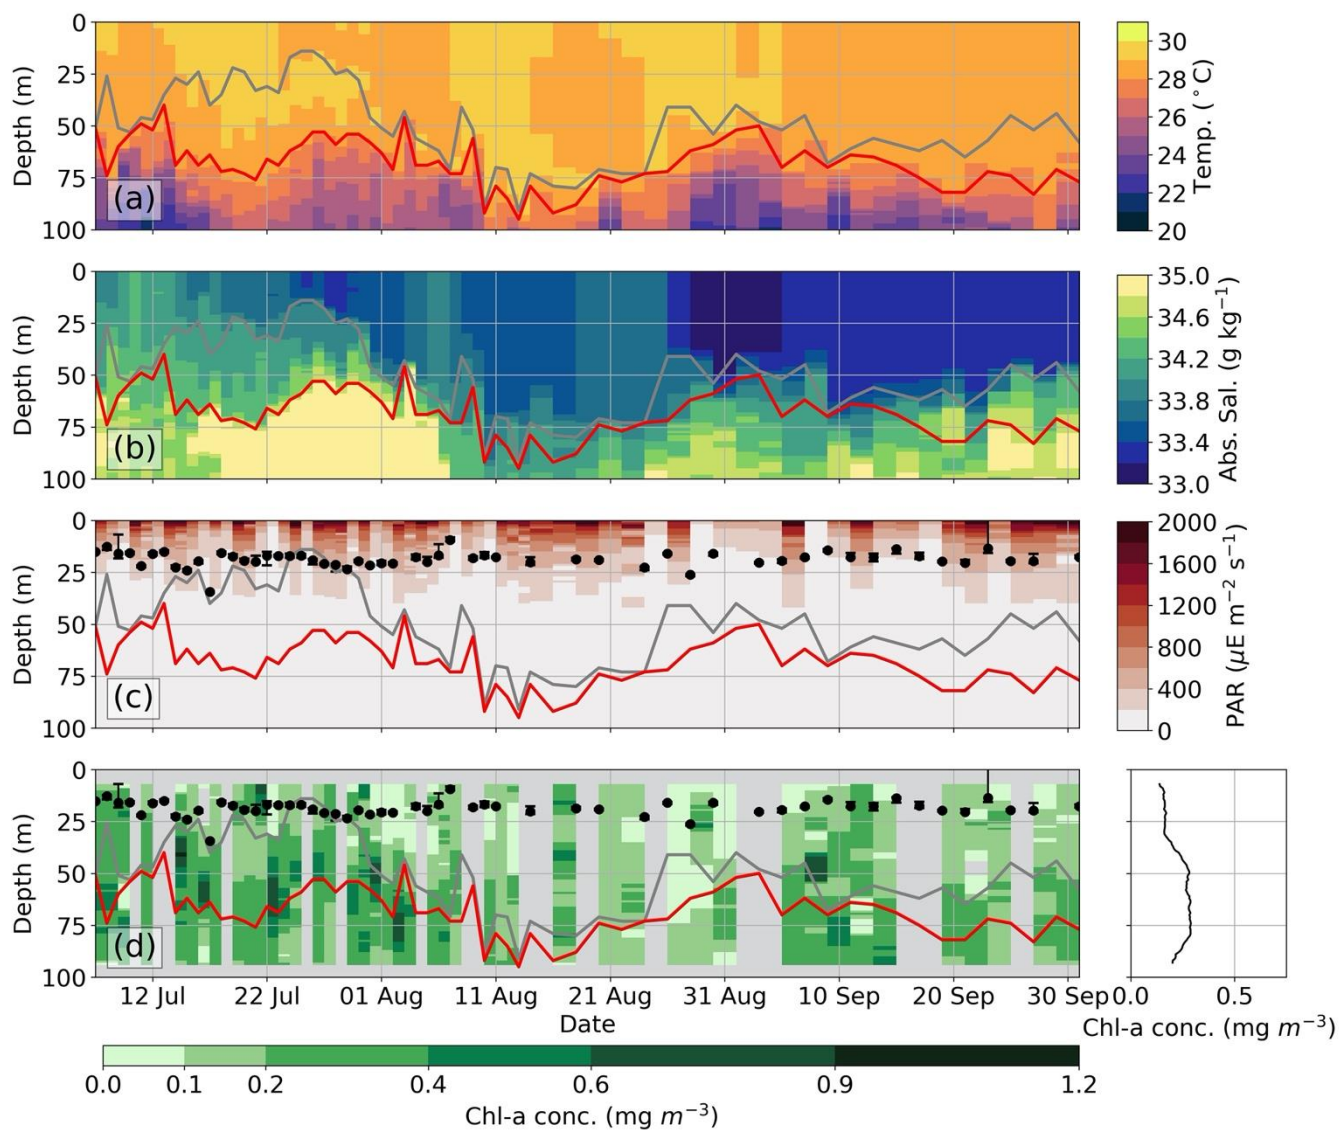 0
25
50
75
100
Depth (m)
(a)
30
28
26
24
22
20
Temp. (°C)
0
25
50
75
100
Depth (m)
(b)
35.0
34.6
34.2
33.8
33.4
33.0
Abs. Sal. (g kg⁻¹)
0
25
50
75
100
Depth (m)
(c)
2000
1600
1200
800
400
0
PAR (µE m⁻² s⁻¹)
0
25
50
75
100
Depth (m)
(d)
12 Jul 22 Jul 01 Aug 11 Aug 21 Aug 31 Aug 10 Sep 20 Sep 30 Sep
Date
0.0 0.5
Chl-a conc. (mg m⁻³)
0.0 0.1 0.2 0.4 0.6 0.9 1.2
Chl-a conc. (mg m⁻³)